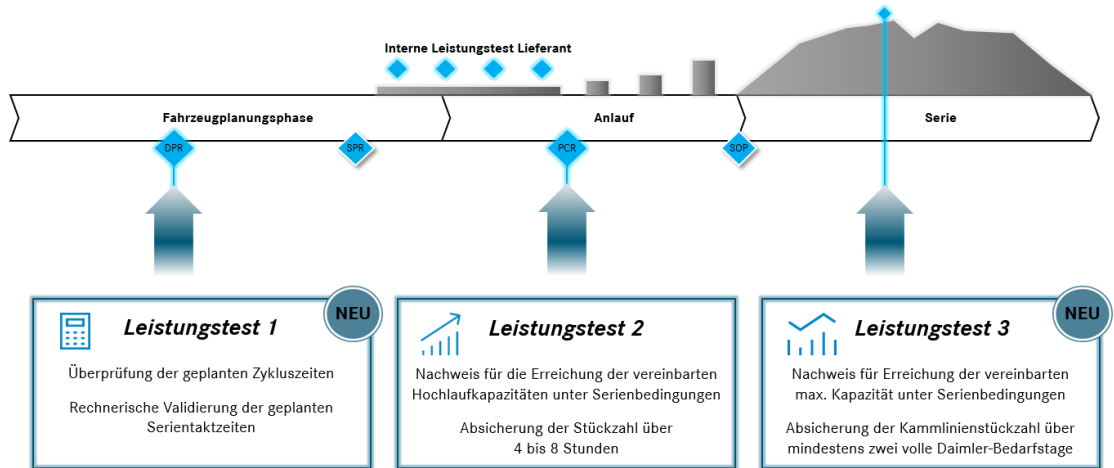 Interne Leistungstest Lieferant
Fahrzeugplanungsphase
Anlauf
Serie
DPR
SPR
PCR
SOP
NEU
Leistungstest 1
Überprüfung der geplanten Zykluszeiten
Rechnerische Validierung der geplanten
Serientaktzeiten
Leistungstest 2
Nachweis für die Erreichung der vereinbarten
Hochlaufkapazitäten unter Serienbedingungen
Absicherung der Stückzahl über
4 bis 8 Stunden
NEU
Leistungstest 3
Nachweis für Erreichung der vereinbarten
max. Kapazität unter Serienbedingungen
Absicherung der Kammlinienstückzahl über
mindestens zwei volle Daimler-Bedarfstage